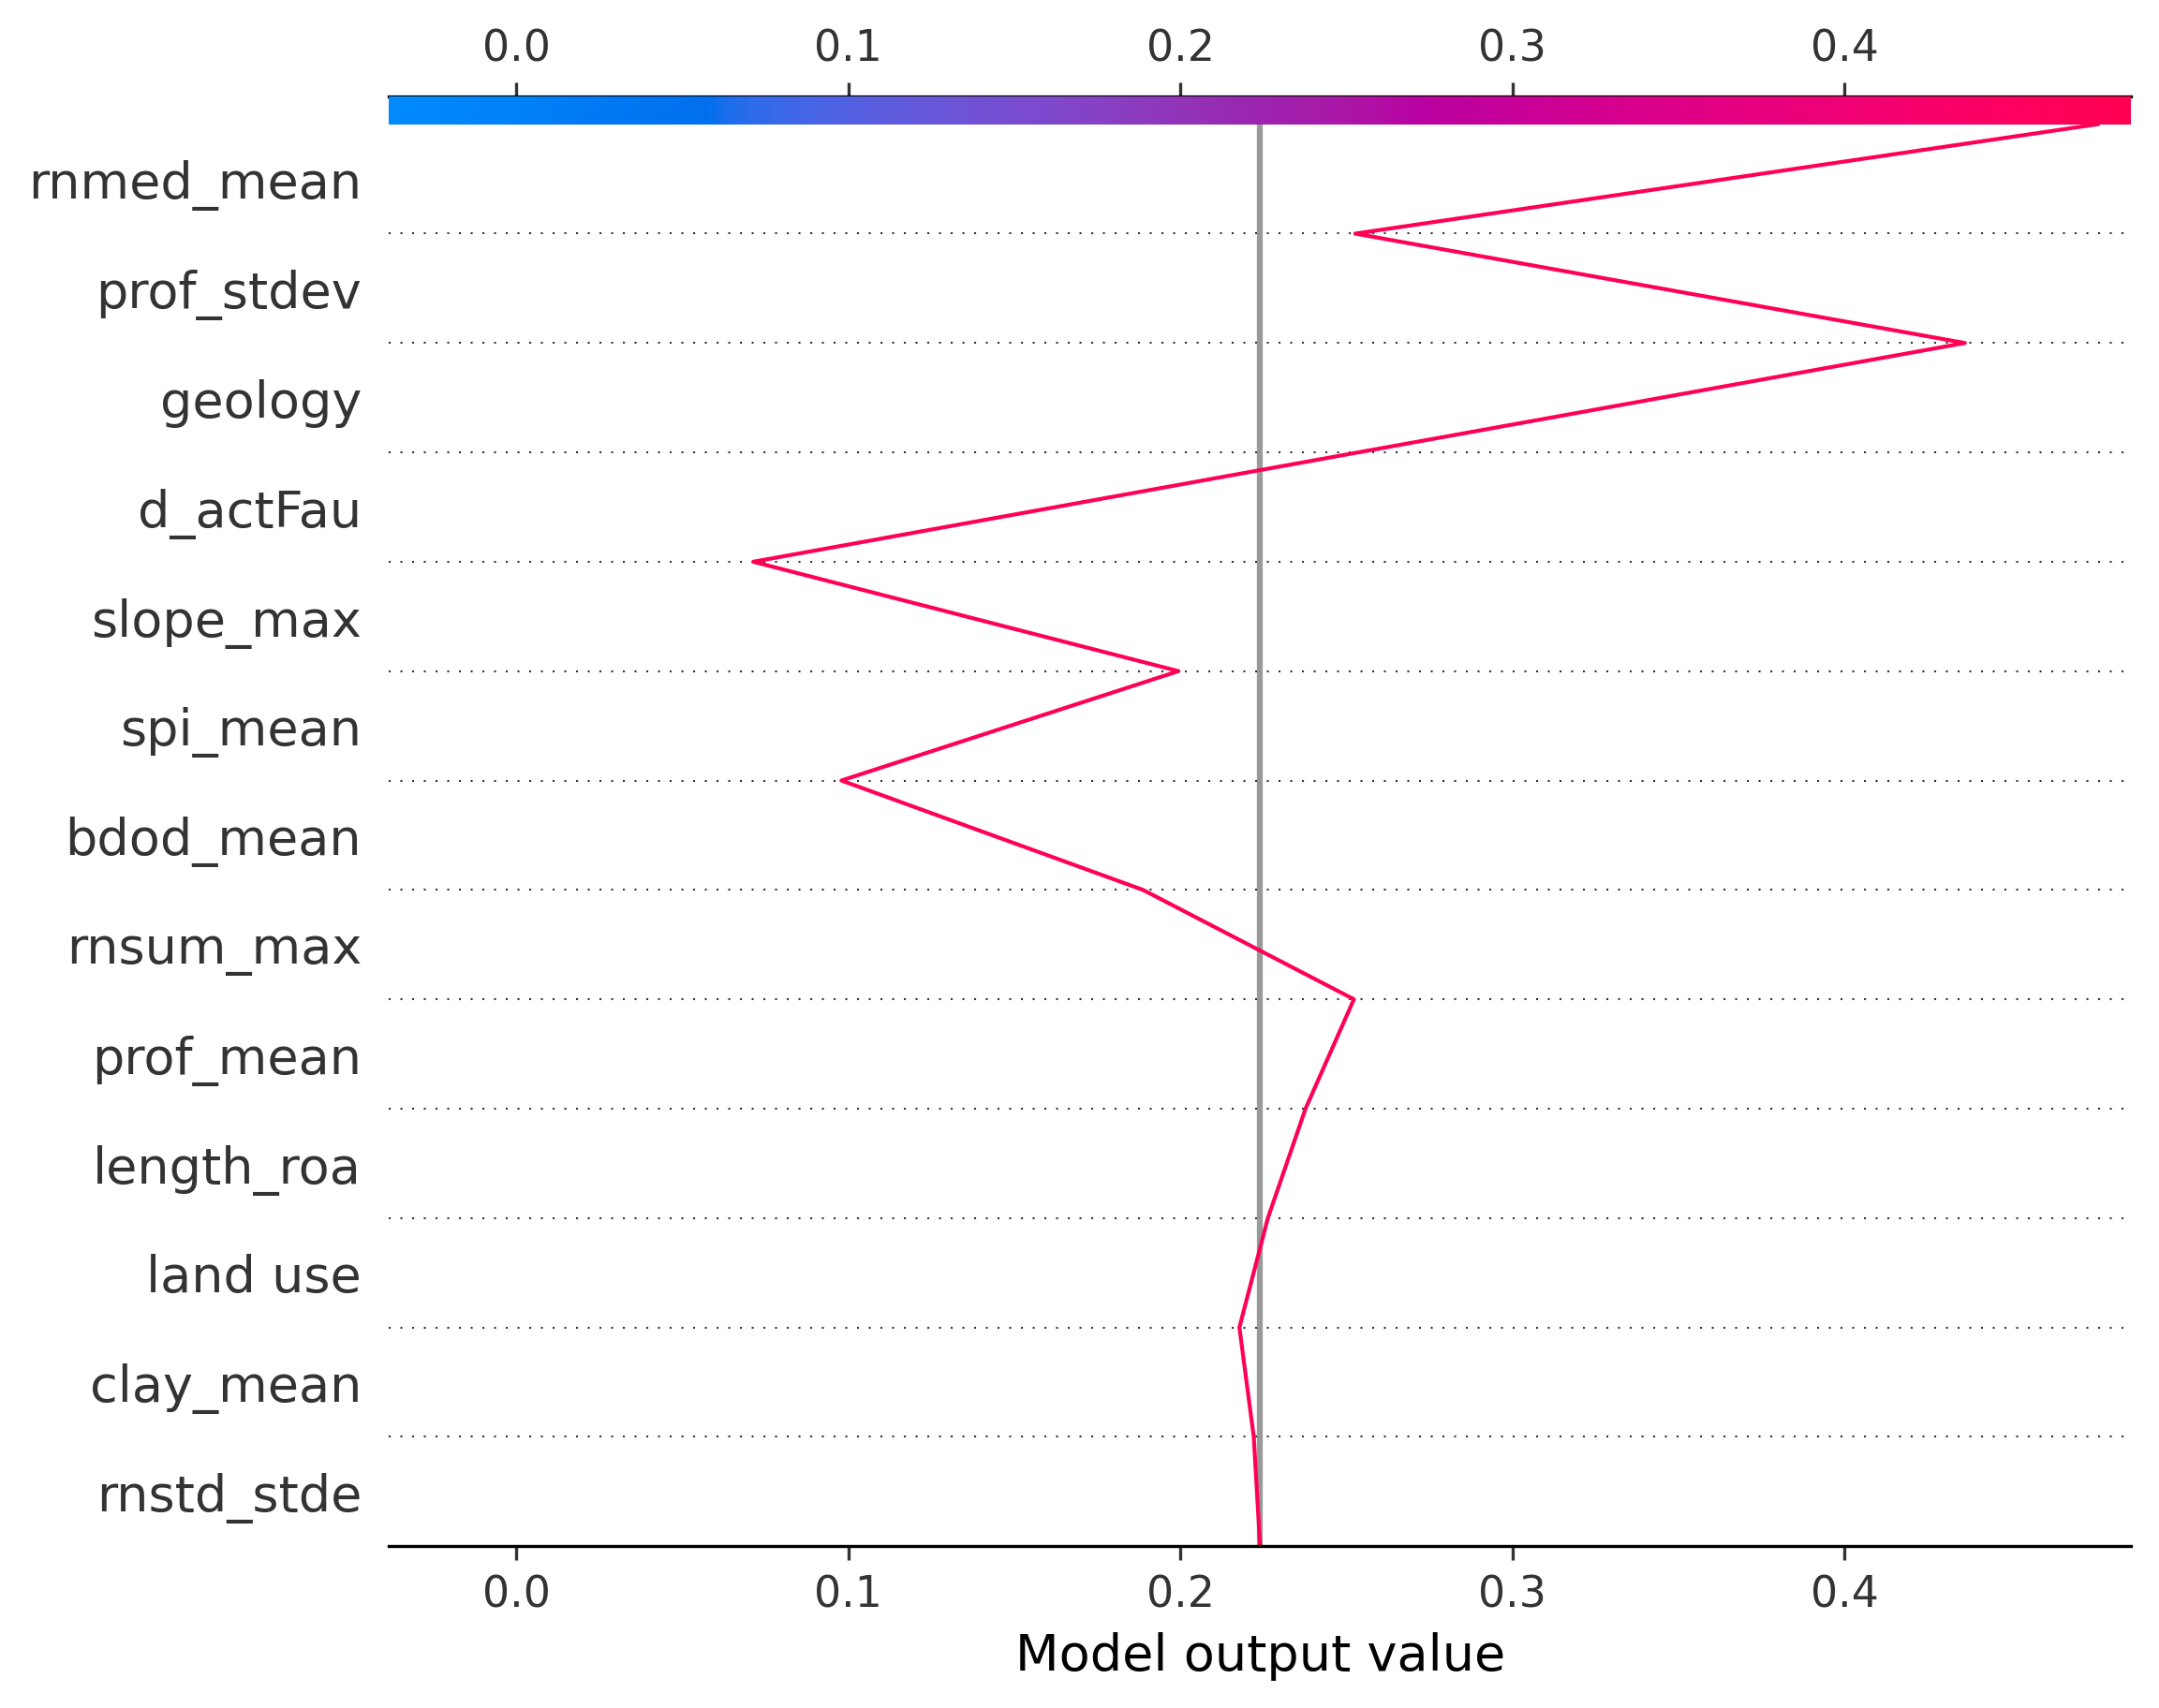 0.0 0.1 0.2 0.3 0.4
rnmed_mean
prof_stdev
geology
d_actFau
slope_max
spi_mean
bdod_mean
rnsum_max
prof_mean
length_roa
land use
clay_mean
rnstd_stde
0.0 0.1 0.2 0.3 0.4
Model output value